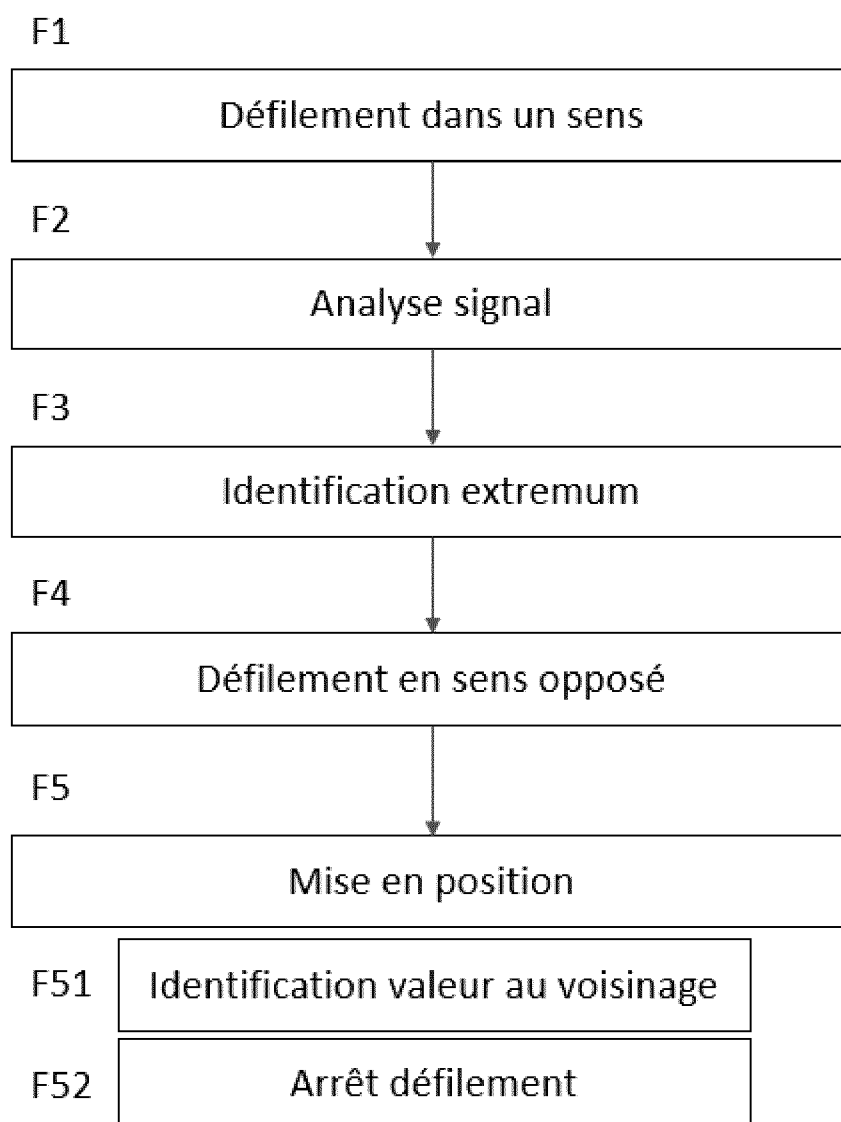 F1
Défilement dans un sens
F2
Analyse signal
F3
Identification extremum
F4
Défilement en sens opposé
F5
Mise en position
F51 Identification valeur au voisinage
F52 Arrêt défilement